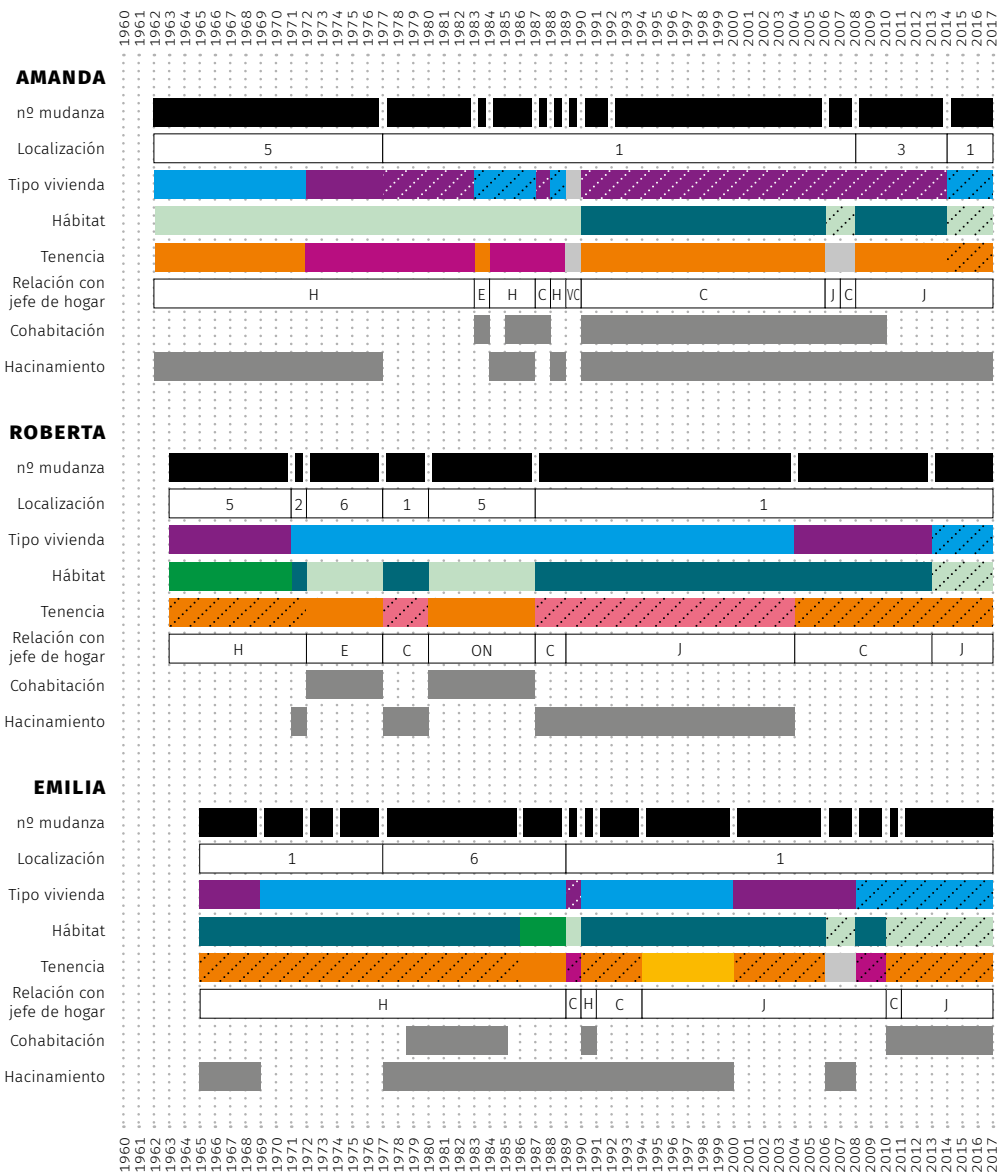 1960 1961 1962 1963 1964 1965 1966 1967 1968 1969 1970 1971 1972 1973 1974 1975 1976 1977 1978 1979 1980 1981 1982 1983 1984 1985 1986 1987 1988 1989 1990 1991 1992 1993 1994 1995 1996 1997 1998 1999 2000 2001 2002 2003 2004 2005 2006 2007 2008 2009 2010 2011 2012 2013 2014 2015 2016 2017
AMANDA
nº mudanza
Localización 5 1 3 1
Tipo vivienda
Hábitat
Tenencia
Relación con
jefe de hogar H E H C H VC C J C J
Cohabitación
Hacinamiento
ROBERTA
nº mudanza
Localización 5 2 6 1 5 1
Tipo vivienda
Hábitat
Tenencia
Relación con
jefe de hogar H E C ON C J C J
Cohabitación
Hacinamiento
EMILIA
nº mudanza
Localización 1 6 1
Tipo vivienda
Hábitat
Tenencia
Relación con
jefe de hogar H C H C J C J
Cohabitación
Hacinamiento
1960 1961 1962 1963 1964 1965 1966 1967 1968 1969 1970 1971 1972 1973 1974 1975 1976 1977 1978 1979 1980 1981 1982 1983 1984 1985 1986 1987 1988 1989 1990 1991 1992 1993 1994 1995 1996 1997 1998 1999 2000 2001 2002 2003 2004 2005 2006 2007 2008 2009 2010 2011 2012 2013 2014 2015 2016 2017